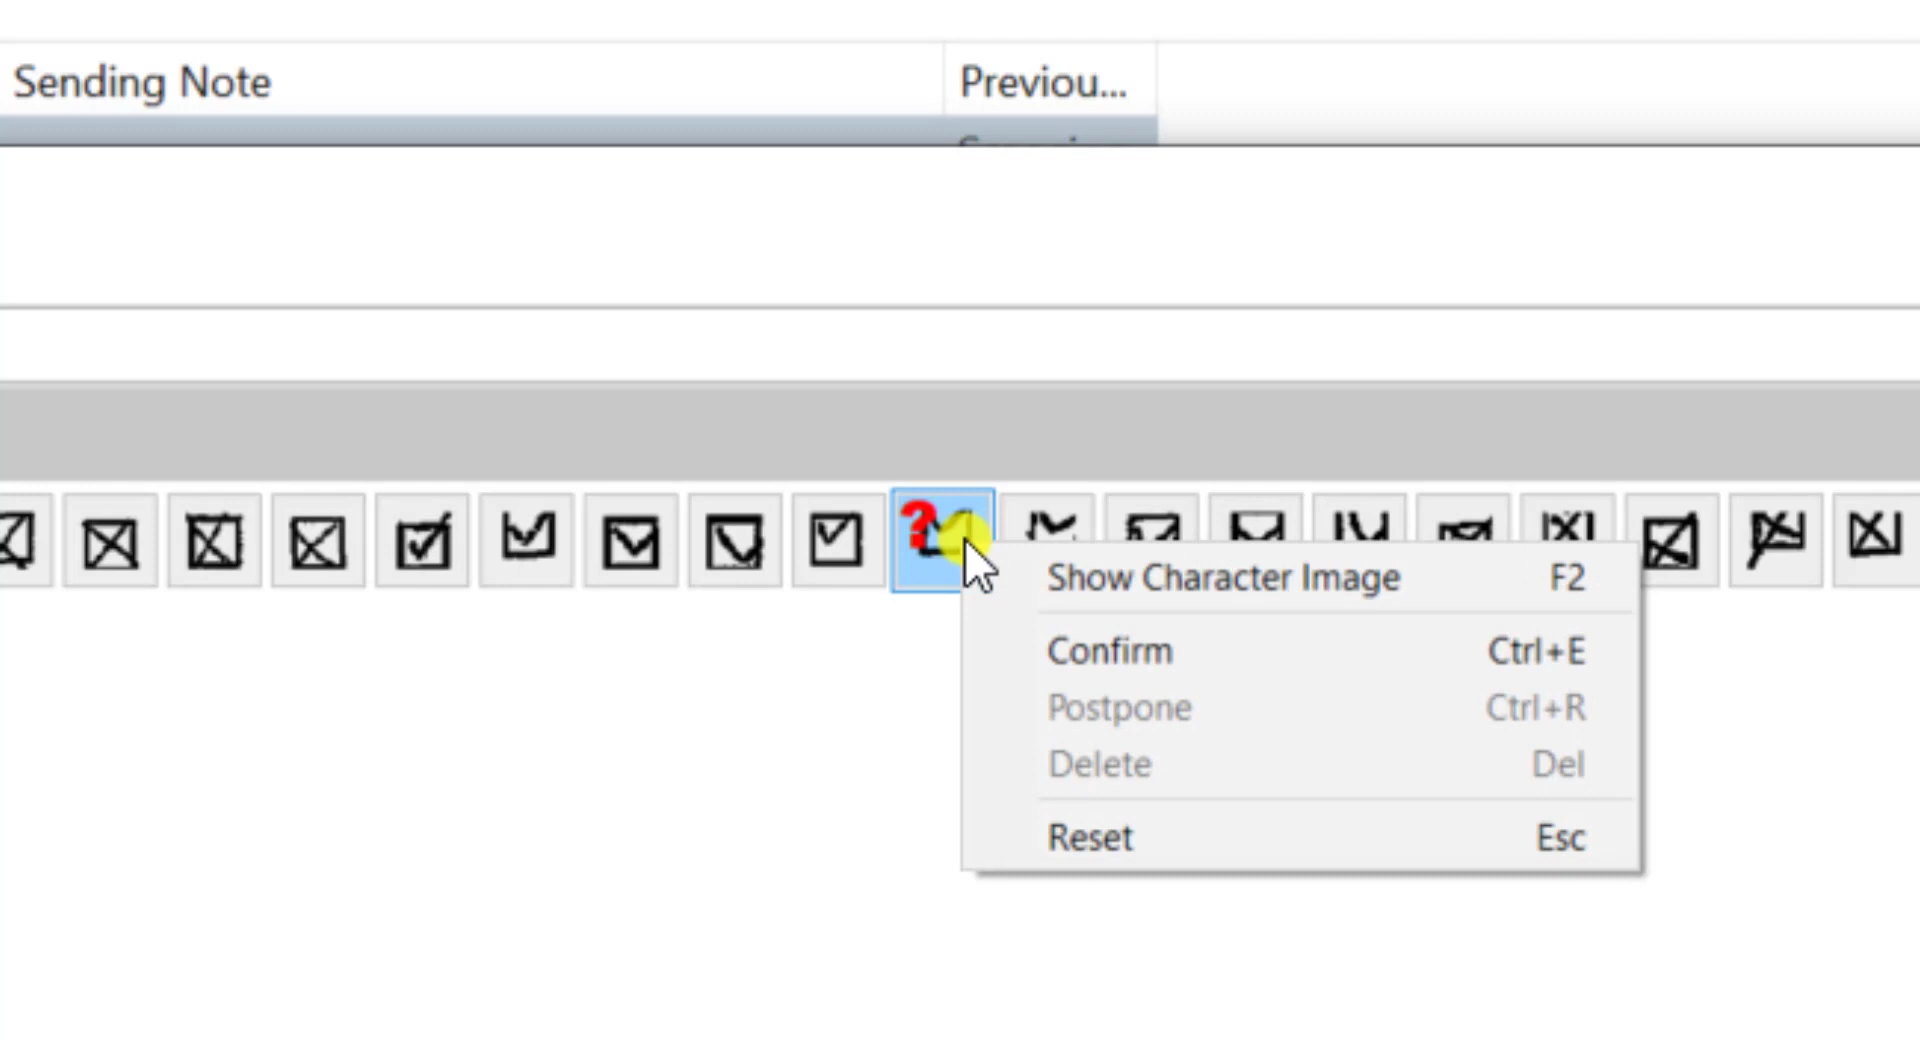 Sending Note
Previou...
?
Show Character Image F2
Confirm Ctrl+E
Postpone Ctrl+R
Delete Del
Reset Esc